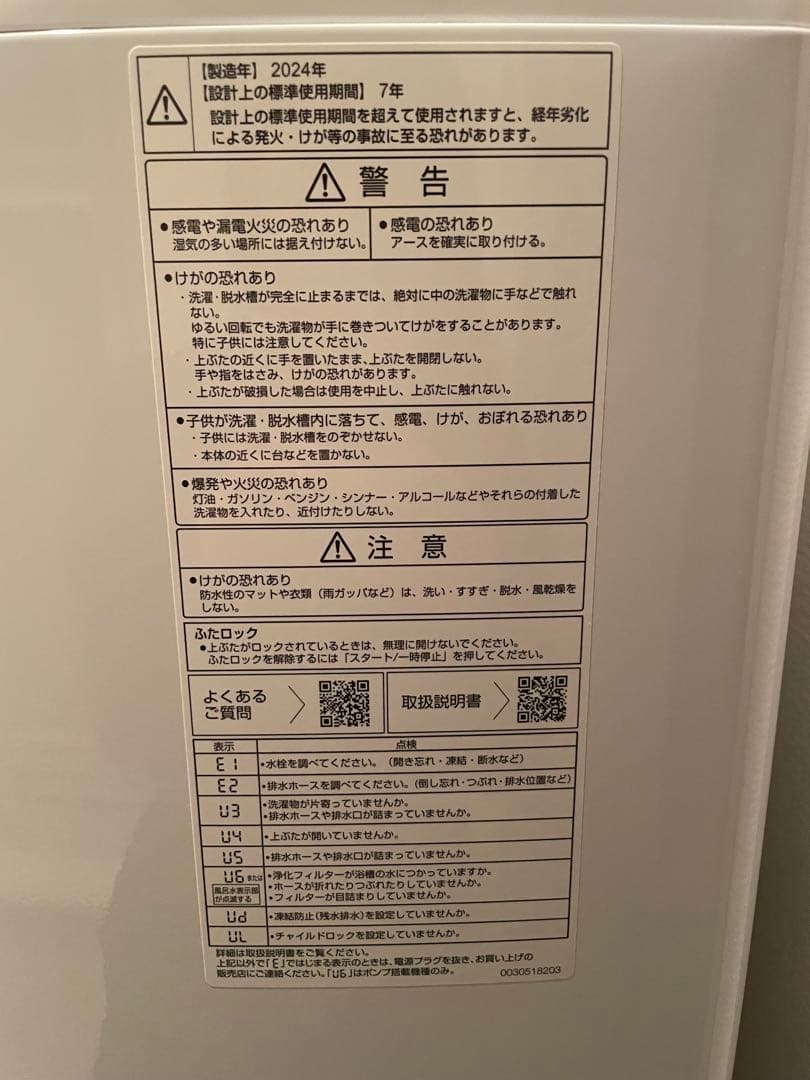 【製造年】 2024年
【設計上の標準使用期間】 7年
設計上の標準使用期間を超えて使用されますと、経年劣化
による発火・けが等の事故に至る恐れがあります。
警 告
●感電や漏電火災の恐れあり
湿気の多い場所には据え付けない。
●感電の恐れあり
アースを確実に取り付ける。
●けがの恐れあり
・洗濯・脱水槽が完全に止まるまでは、絶対に中の洗濯物に手などで触れ
ない。
ゆるい回転でも洗濯物が手に巻きついてけがをすることがあります。
特に子供には注意してください。
・上ぶたの近くに手を置いたまま、上ぶたを開閉しない。
手や指をはさみ、けがの恐れがあります。
・上ぶたが破損した場合は使用を中止し、上ぶたに触れない。
●子供が洗濯・脱水槽内に落ちて、感電、けが、おぼれる恐れあり
・子供には洗濯・脱水槽をのぞかせない。
・本体の近くに台などを置かない。
●爆発や火災の恐れあり
灯油・ガソリン・ベンジン・シンナー・アルコールなどやそれらの付着した
洗濯物を入れたり、近付けたりしない。
注 意
●けがの恐れあり
防水性のマットや衣類（雨ガッパなど）は、洗い・すすぎ・脱水・風乾燥を
しない。
ふたロック
●上ぶたがロックされているときは、無理に開けないでください。
ふたロックを解除するには「スタート/一時停止」を押してください。
よくある
ご質問
取扱説明書
表示 点検
E1 •水栓を調べてください。（開き忘れ・凍結・断水など）
E2 •排水ホースを調べてください。(倒し忘れ・つぶれ・排水位置など)
U3 •洗濯物が片寄っていませんか。
•排水ホースや排水口が詰まっていませんか。
U4 •上ぶたが開いていませんか。
U5 •排水ホースや排水口が詰まっていませんか。
U6 または •浄化フィルターが浴槽の水につかっていますか。
風呂水表示部 •ホースが折れたりつぶれたりしていませんか。
が点滅する •フィルターが目詰まりしていませんか。
Ud •凍結防止(残水排水)を設定していませんか。
UL •チャイルドロックを設定していませんか。
詳細は取扱説明書をご覧ください。
上記以外で「E」ではじまる表示のときは、電源プラグを抜き、お買い上げの
販売店にご連絡ください。「U6」はポンプ搭載機種のみ。 0030518203